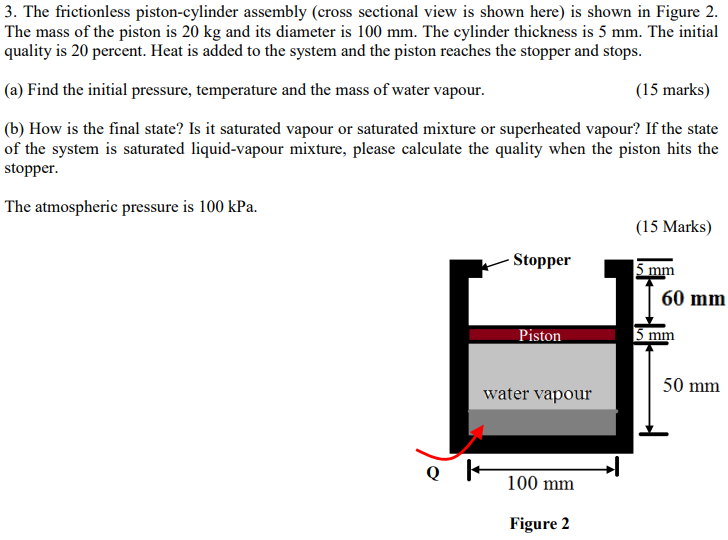 3. The frictionless piston-cylinder assembly (cross sectional view is shown here) is shown in Figure 2.
The mass of the piston is 20 kg and its diameter is 100 mm. The cylinder thickness is 5 mm. The initial
quality is 20 percent. Heat is added to the system and the piston reaches the stopper and stops.
(a) Find the initial pressure, temperature and the mass of water vapour. (15 marks)
(b) How is the final state? Is it saturated vapour or saturated mixture or superheated vapour? If the state
of the system is saturated liquid-vapour mixture, please calculate the quality when the piston hits the
stopper.
The atmospheric pressure is 100 kPa.
(15 Marks)
Stopper
5 mm
60 mm
Piston
5 mm
water vapour
50 mm
Q
100 mm
Figure 2